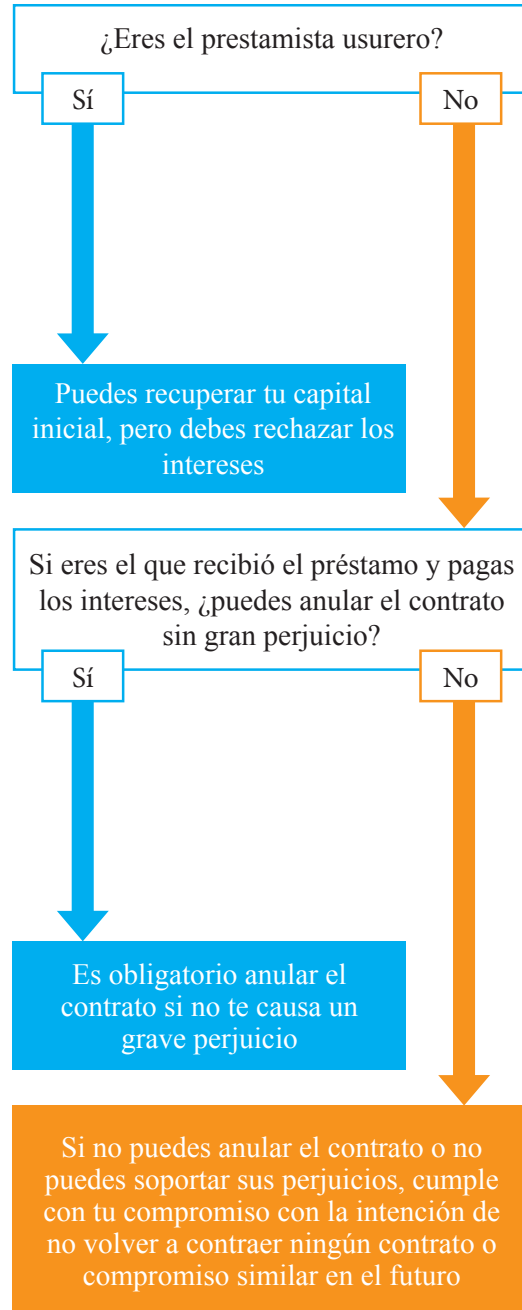 ¿Eres el prestamista usurero?
Sí
No
Puedes recuperar tu capital
inicial, pero debes rechazar los
intereses
Si eres el que recibió el préstamo y pagas
los intereses, ¿puedes anular el contrato
sin gran perjuicio?
Sí
No
Es obligatorio anular el
contrato si no te causa un
grave perjuicio
Si no puedes anular el contrato o no
puedes soportar sus perjuicios, cumple
con tu compromiso con la intención de
no volver a contraer ningún contrato o
compromiso similar en el futuro